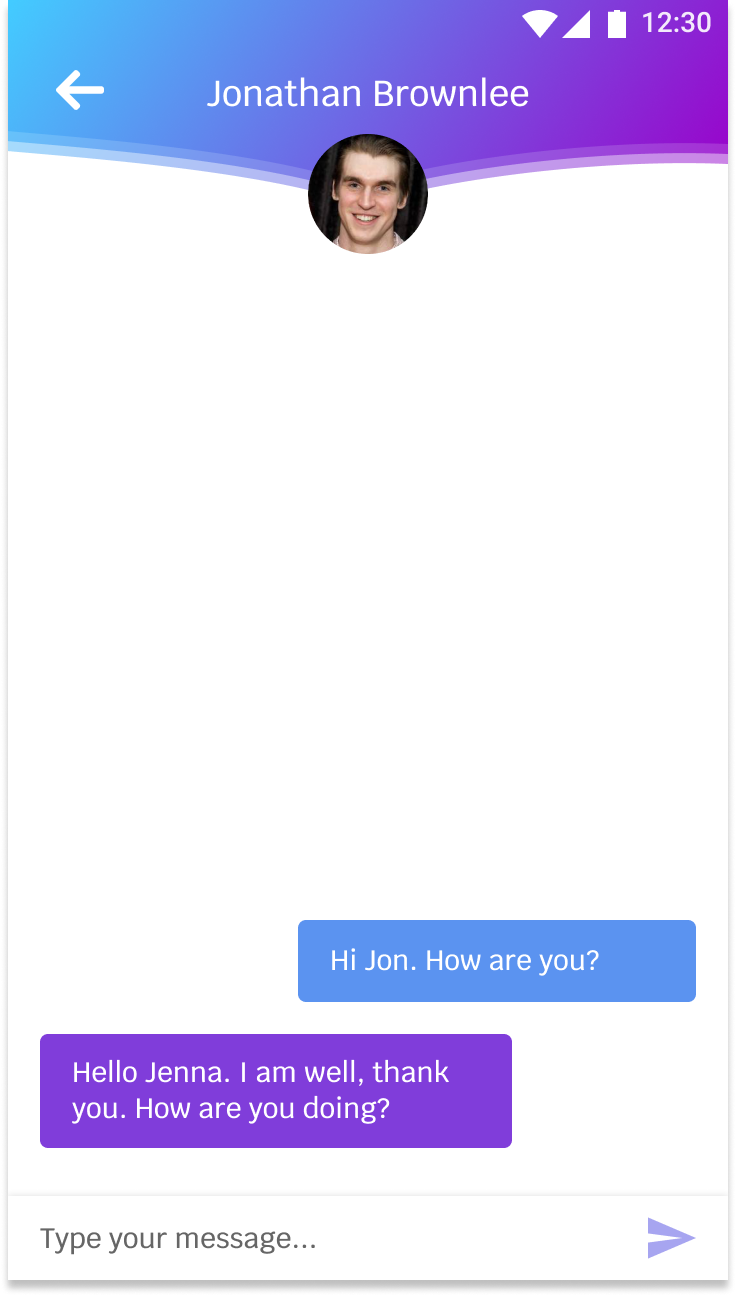 12:30
Jonathan Brownlee
Hi Jon. How are you?
Hello Jenna. I am well, thank
you. How are you doing?
Type your message...